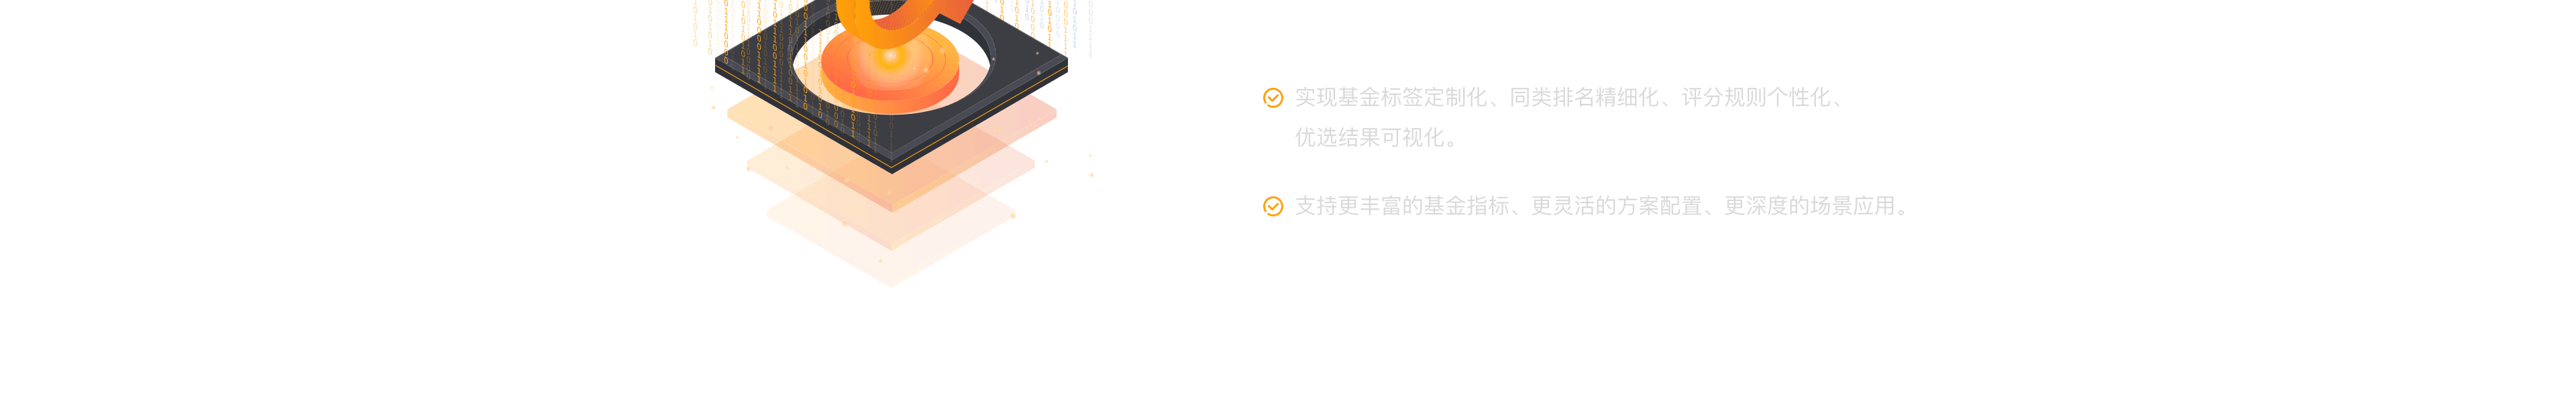 实现基金标签定制化、同类排名精细化、评分规则个性化、
优选结果可视化。
支持更丰富的基金指标、更灵活的方案配置、更深度的场景应用。